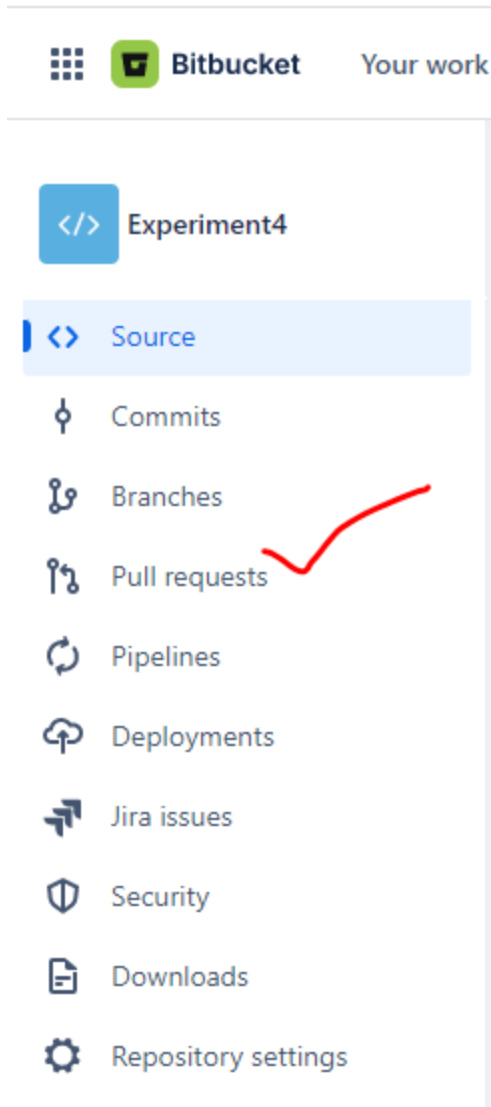 Bitbucket Your work
</> Experiment4
Source
Commits
Branches
Pull requests
Pipelines
Deployments
Jira issues
Security
Downloads
Repository settings